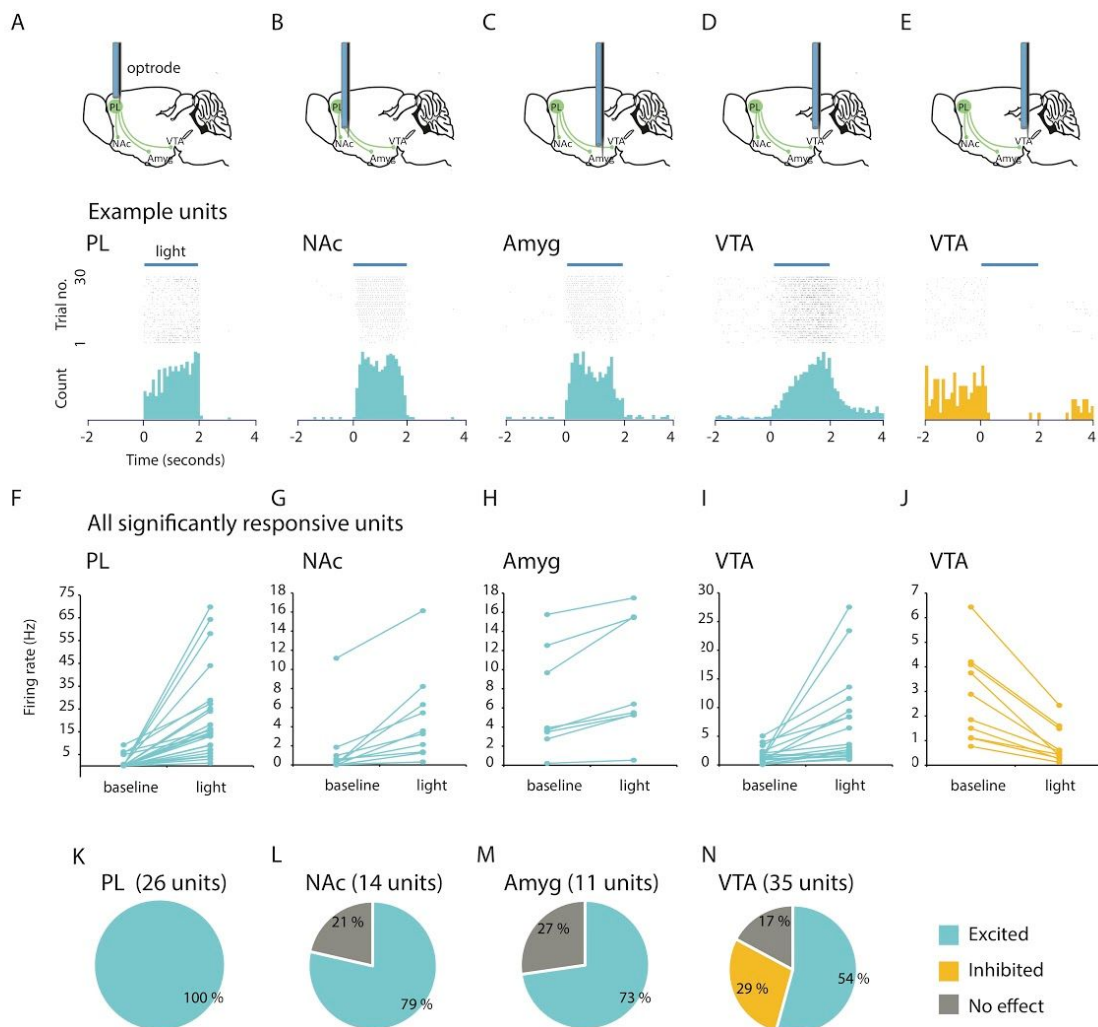 A B C D E
optrode
PL PL PL PL PL
NAc NAc NAc NAc NAc
VTA VTA VTA VTA VTA
Amyg Amyg Amyg Amyg Amyg
Example units
PL NAc Amyg VTA VTA
light
Trial no.
30
1
Count
-2 0 2 4 -2 0 2 4 -2 0 2 4 -2 0 2 4 -2 0 2 4
Time (seconds)
F G H I J
All significantly responsive units
PL NAc Amyg VTA VTA
Firing rate (Hz)
75 65 55 45 35 25 15 5
18 16 14 12 10 8 6 4 2 0
18 16 14 12 10 8 6 4 2 0
30 25 20 15 10 5 0
7 6 5 4 3 2 1 0
baseline light baseline light baseline light baseline light baseline light
K L M N
PL (26 units) NAc (14 units) Amyg (11 units) VTA (35 units)
100 %
21 %
79 %
27 %
73 %
17 %
29 %
54 %
Excited
Inhibited
No effect